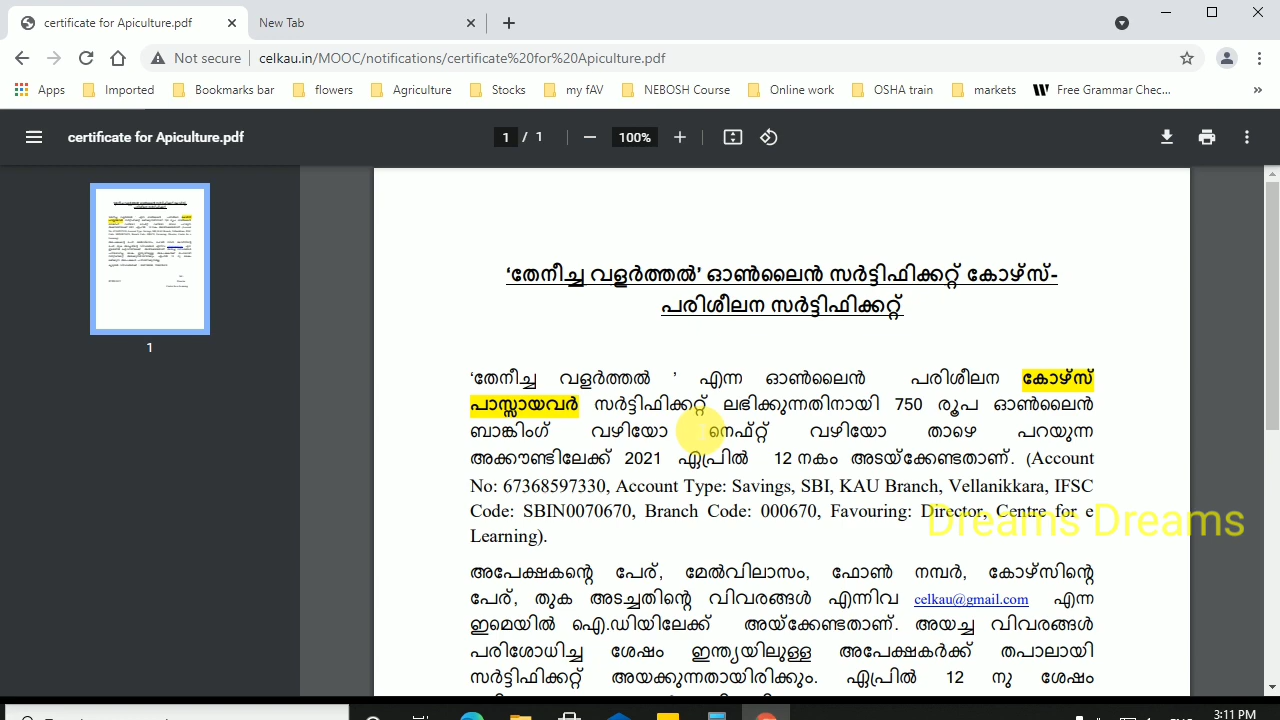 certificate for Apiculture.pdf
New Tab
Not secure celkau.in/MOOC/notifications/certificate%20for%20Apiculture.pdf
Apps Imported Bookmarks bar flowers Agriculture Stocks my fAV NEBOSH Course Online work OSHA train markets Free Grammar Chec... »
certificate for Apiculture.pdf 1 / 1 100%
‘തേനീച്ച വളർത്തൽ’ ഓൺലൈൻ സർട്ടിഫിക്കറ്റ് കോഴ്സ്-
പരിശീലന സർട്ടിഫിക്കറ്റ്
‘തേനീച്ച വളർത്തൽ ’ എന്ന ഓൺലൈൻ പരിശീലന കോഴ്സ്
പാസ്സായവർ സർട്ടിഫിക്കറ്റ് ലഭിക്കുന്നതിനായി 750 രൂപ ഓൺലൈൻ
ബാങ്കിംഗ് വഴിയോ നെഫ്റ്റ് വഴിയോ താഴെ പറയുന്ന
അക്കൗണ്ടിലേക്ക് 2021 ഏപ്രിൽ 12 നകം അടയ്ക്കേണ്ടതാണ്. (Account
No: 67368597330, Account Type: Savings, SBI, KAU Branch, Vellanikkara, IFSC
Code: SBIN0070670, Branch Code: 000670, Favouring: Director, Centre for e
Learning).
Dreams Dreams
അപേക്ഷകന്റെ പേര്, മേൽവിലാസം, ഫോൺ നമ്പർ, കോഴ്സിന്റെ
പേര്, തുക അടച്ചതിന്റെ വിവരങ്ങൾ എന്നിവ celkau@gmail.com എന്ന
ഇമെയിൽ ഐ.ഡിയിലേക്ക് അയ്ക്കേണ്ടതാണ്. അയച്ച വിവരങ്ങൾ
പരിശോധിച്ച ശേഷം ഇന്ത്യയിലുള്ള അപേക്ഷകർക്ക് തപാലായി
സർട്ടിഫിക്കറ്റ് അയക്കുന്നതായിരിക്കും. ഏപ്രിൽ 12 നു ശേഷം
1
3:11 PM